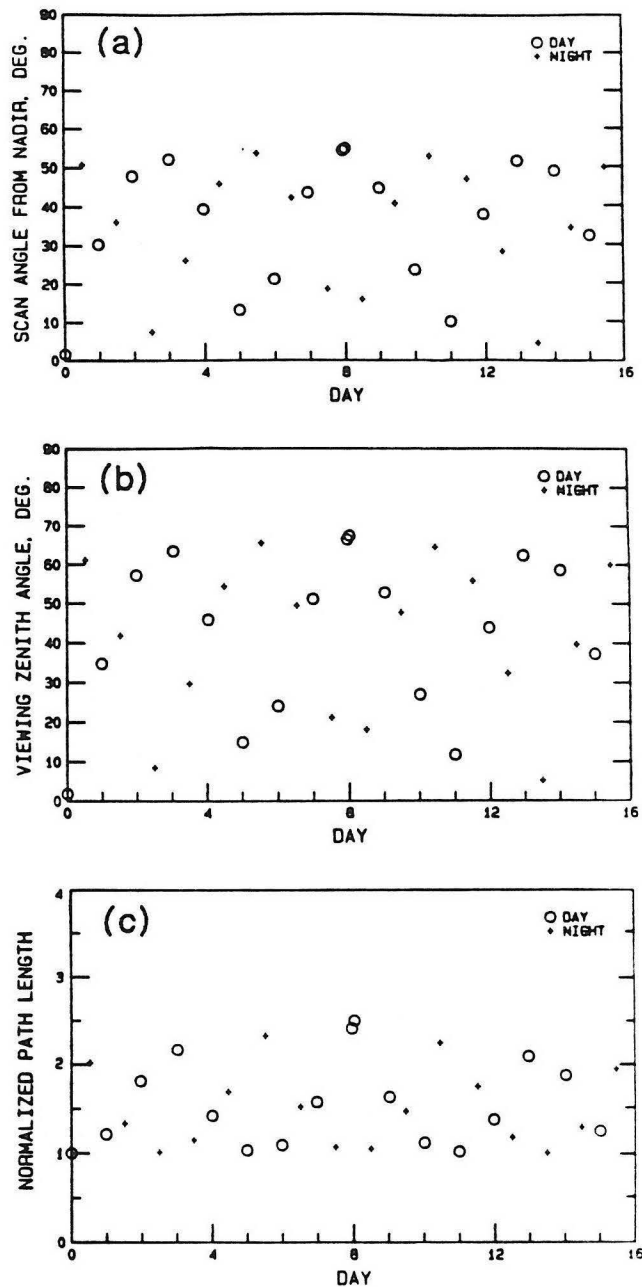 (a)
○ DAY
+ NIGHT
90
80
70
60
50
40
30
20
10
0
SCAN ANGLE FROM NADIR, DEG.
0 4 8 12 16
DAY
(b)
○ DAY
+ NIGHT
90
80
70
60
50
40
30
20
10
0
VIEWING ZENITH ANGLE, DEG.
0 4 8 12 16
DAY
(c)
○ DAY
+ NIGHT
4
3
2
1
0
NORMALIZED PATH LENGTH
0 4 8 12 16
DAY